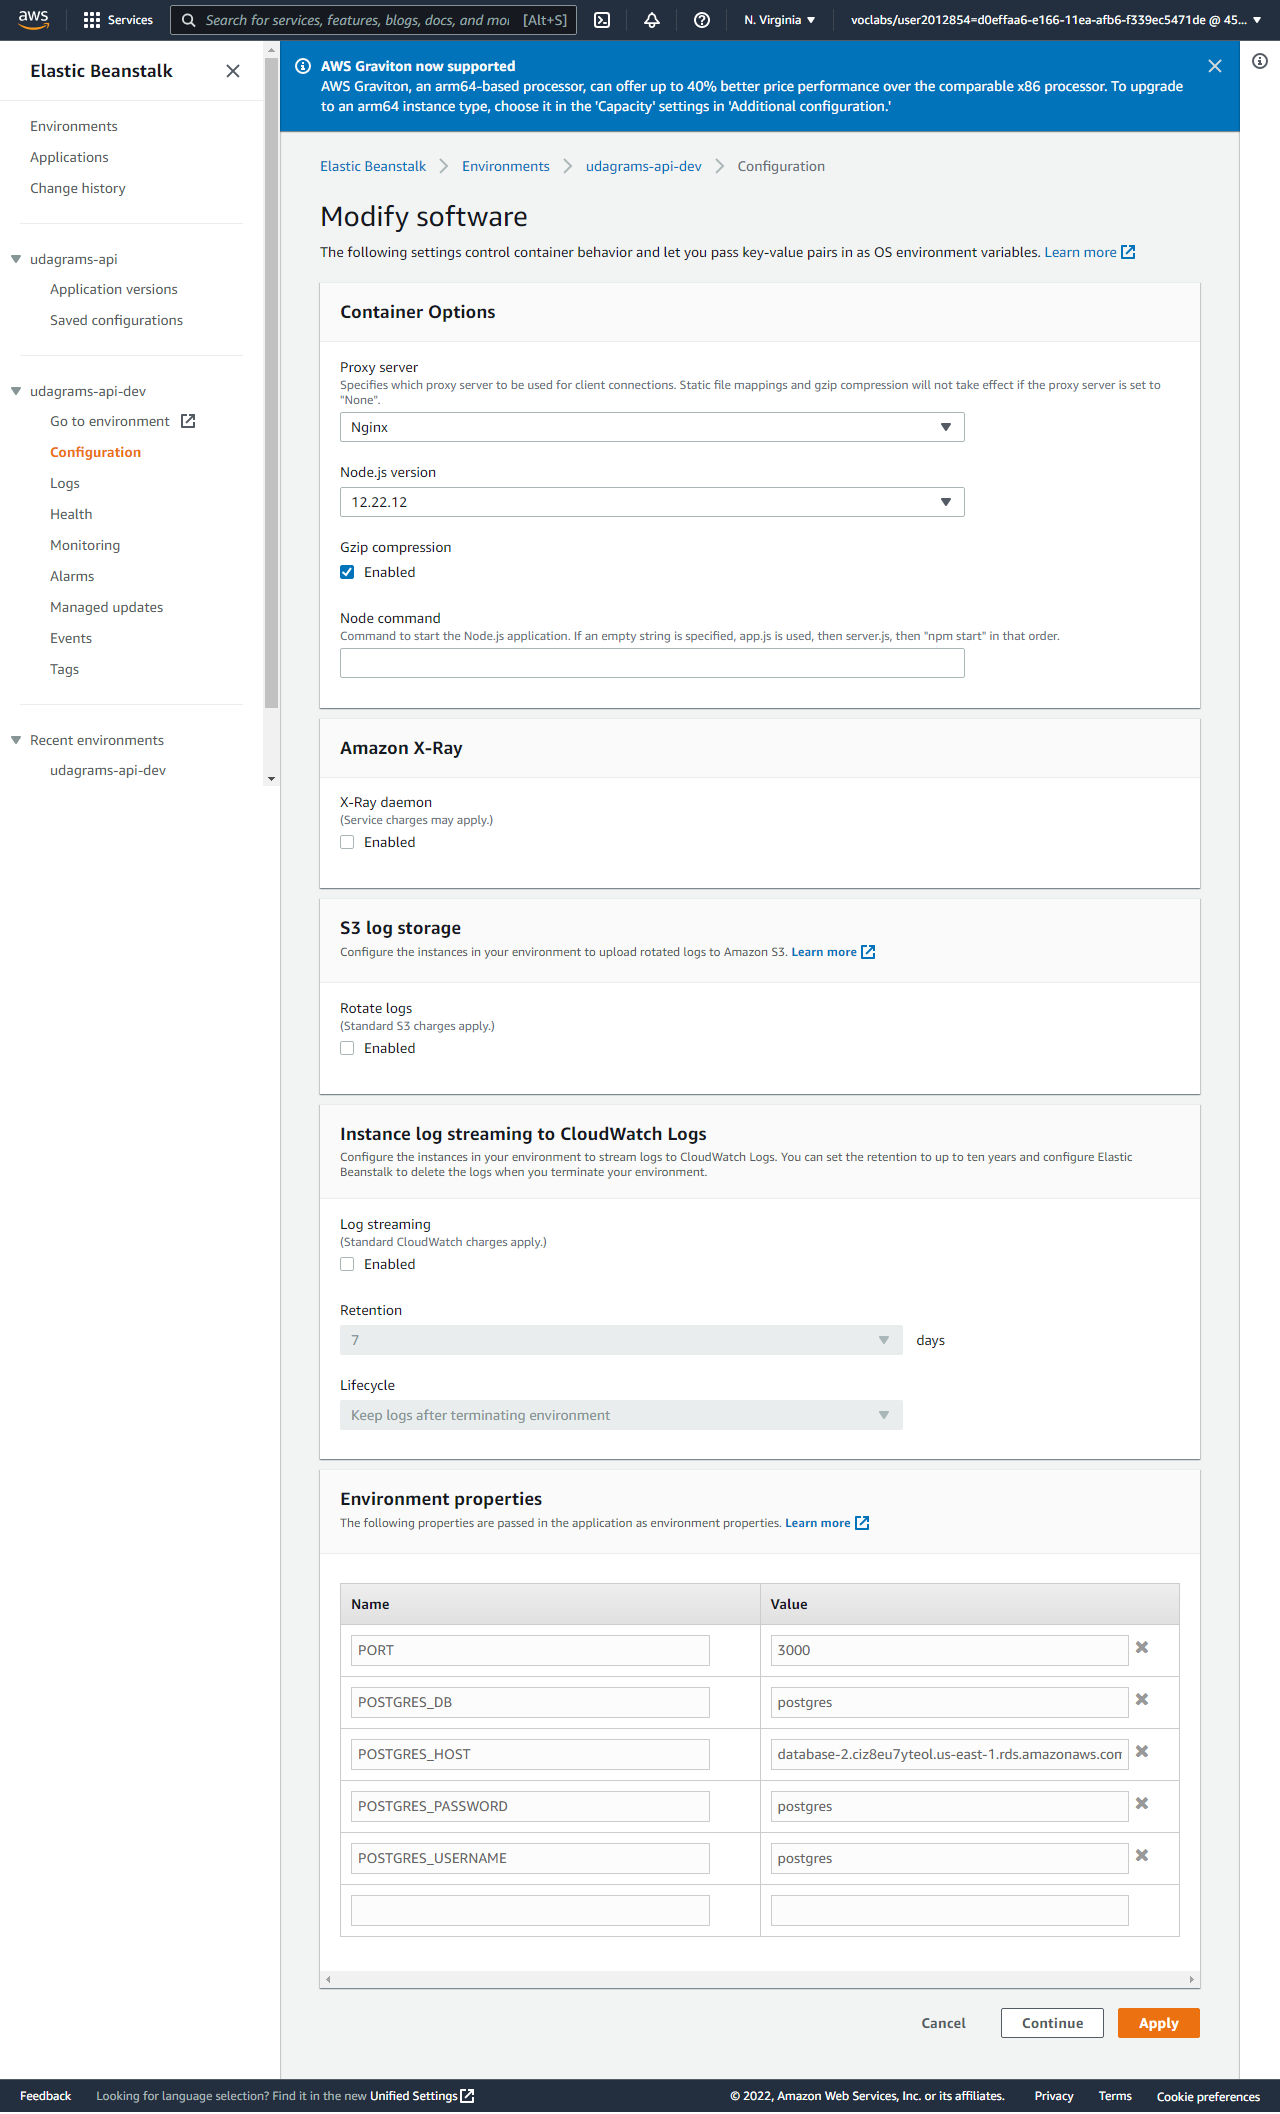 aws
Services
Search for services, features, blogs, docs, and mo [Alt+S]
N. Virginia
voclabs/user2012854=d0effaa6-e166-11ea-afb6-f339ec5471de @ 45...
Elastic Beanstalk
Environments
Applications
Change history
udagrams-api
Application versions
Saved configurations
udagrams-api-dev
Go to environment
Configuration
Logs
Health
Monitoring
Alarms
Managed updates
Events
Tags
Recent environments
udagrams-api-dev
AWS Graviton now supported
AWS Graviton, an arm64-based processor, can offer up to 40% better price performance over the comparable x86 processor. To upgrade
to an arm64 instance type, choose it in the 'Capacity' settings in 'Additional configuration.'
Elastic Beanstalk > Environments > udagrams-api-dev > Configuration
Modify software
The following settings control container behavior and let you pass key-value pairs in as OS environment variables. Learn more
Container Options
Proxy server
Specifies which proxy server to be used for client connections. Static file mappings and gzip compression will not take effect if the proxy server is set to
"None".
Nginx
Node.js version
12.22.12
Gzip compression
Enabled
Node command
Command to start the Node.js application. If an empty string is specified, app.js is used, then server.js, then "npm start" in that order.
Amazon X-Ray
X-Ray daemon
(Service charges may apply.)
Enabled
S3 log storage
Configure the instances in your environment to upload rotated logs to Amazon S3. Learn more
Rotate logs
(Standard S3 charges apply.)
Enabled
Instance log streaming to CloudWatch Logs
Configure the instances in your environment to stream logs to CloudWatch Logs. You can set the retention to up to ten years and configure Elastic
Beanstalk to delete the logs when you terminate your environment.
Log streaming
(Standard CloudWatch charges apply.)
Enabled
Retention
7 days
Lifecycle
Keep logs after terminating environment
Environment properties
The following properties are passed in the application as environment properties. Learn more
Name Value
PORT 3000
POSTGRES_DB postgres
POSTGRES_HOST database-2.ciz8eu7yteol.us-east-1.rds.amazonaws.com
POSTGRES_PASSWORD postgres
POSTGRES_USERNAME postgres
Cancel Continue Apply
Feedback Looking for language selection? Find it in the new Unified Settings © 2022, Amazon Web Services, Inc. or its affiliates. Privacy Terms Cookie preferences